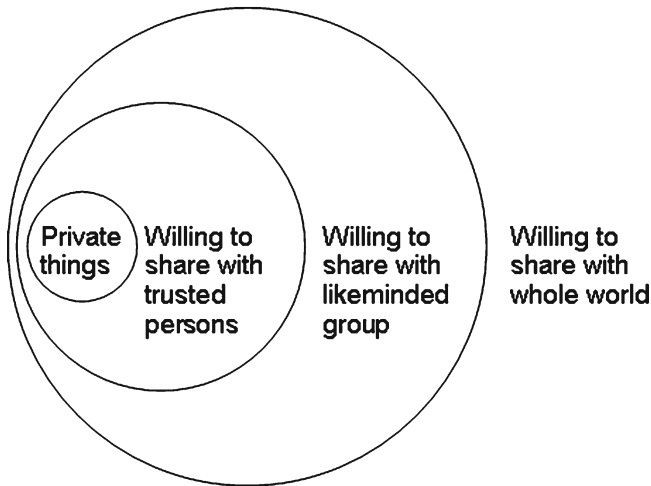 Private
things
Willing to
share with
trusted
persons
Willing to
share with
likeminded
group
Willing to
share with
whole world